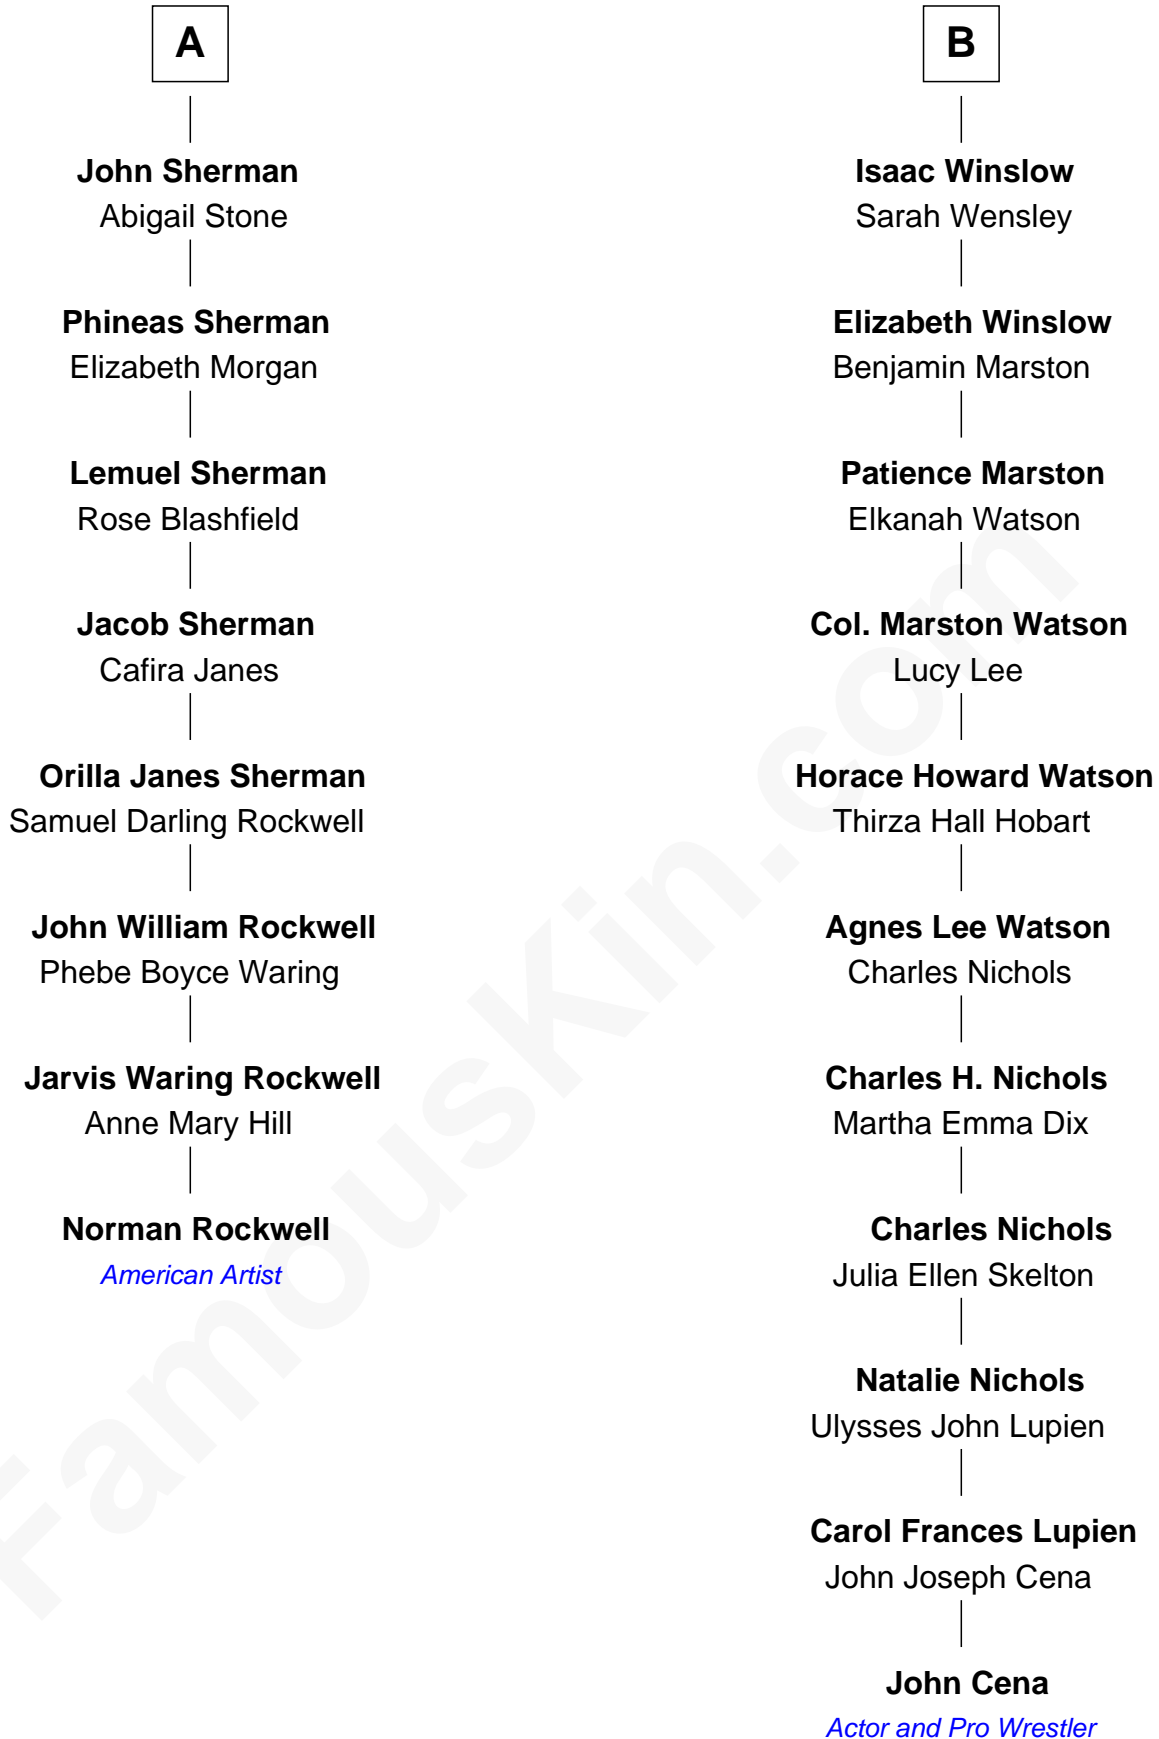 A
John Sherman
Abigail Stone
Phineas Sherman
Elizabeth Morgan
Lemuel Sherman
Rose Blashfield
Jacob Sherman
Cafira Janes
Orilla Janes Sherman
Samuel Darling Rockwell
John William Rockwell
Phebe Boyce Waring
Jarvis Waring Rockwell
Anne Mary Hill
Norman Rockwell
American Artist
B
Isaac Winslow
Sarah Wensley
Elizabeth Winslow
Benjamin Marston
Patience Marston
Elkanah Watson
Col. Marston Watson
Lucy Lee
Horace Howard Watson
Thirza Hall Hobart
Agnes Lee Watson
Charles Nichols
Charles H. Nichols
Martha Emma Dix
Charles Nichols
Julia Ellen Skelton
Natalie Nichols
Ulysses John Lupien
Carol Frances Lupien
John Joseph Cena
John Cena
Actor and Pro Wrestler
FamousKin.com